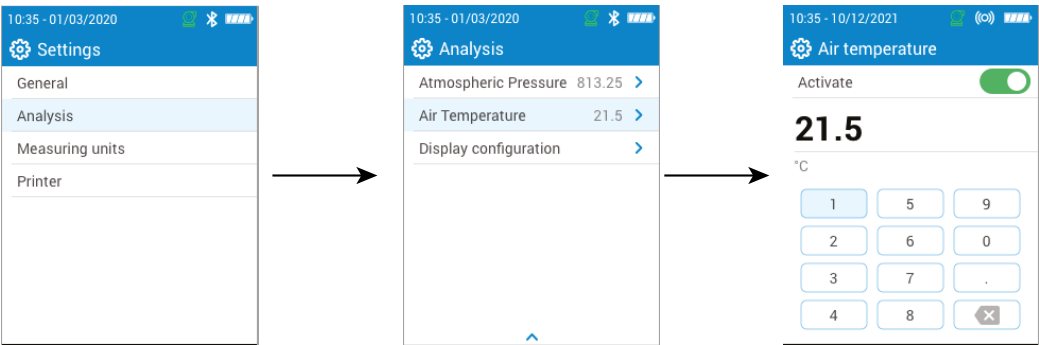 10:35 - 01/03/2020
Settings
General
Analysis
Measuring units
Printer
10:35 - 01/03/2020
Analysis
Atmospheric Pressure 813.25
Air Temperature 21.5
Display configuration
10:35 - 10/12/2021
Air temperature
Activate
21.5
°C
1 5 9
2 6 0
3 7 .
4 8